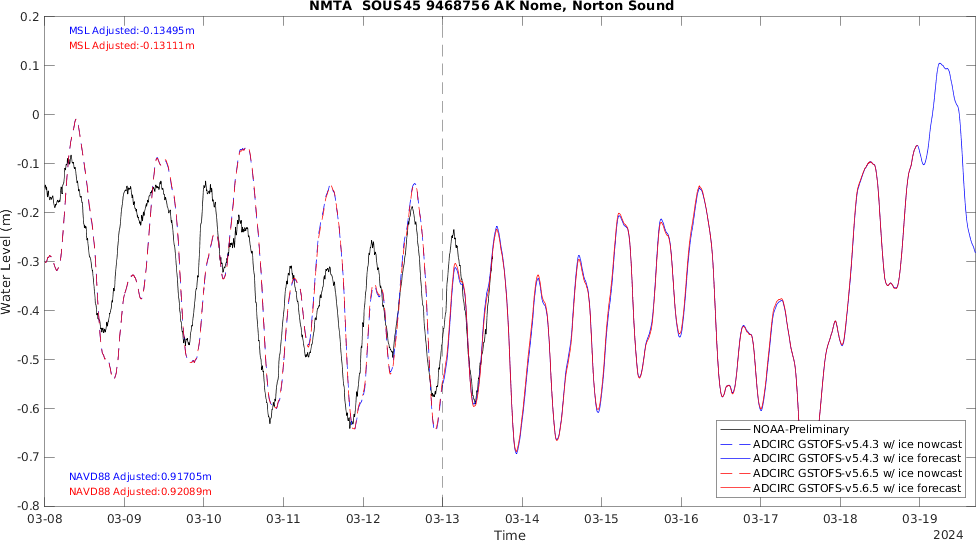 NMTA SOUS45 9468756 AK Nome, Norton Sound
0.2
MSL Adjusted:-0.13495m
MSL Adjusted:-0.13111m
0.1
0
-0.1
-0.2
-0.3
-0.4
-0.5
-0.6
-0.7
-0.8
Water Level (m)
NOAA-Preliminary
ADCIRC GSTOFS-v5.4.3 w/ ice nowcast
ADCIRC GSTOFS-v5.4.3 w/ ice forecast
ADCIRC GSTOFS-v5.6.5 w/ ice nowcast
ADCIRC GSTOFS-v5.6.5 w/ ice forecast
NAVD88 Adjusted:0.91705m
NAVD88 Adjusted:0.92089m
03-08 03-09 03-10 03-11 03-12 03-13 03-14 03-15 03-16 03-17 03-18 03-19
Time
2024